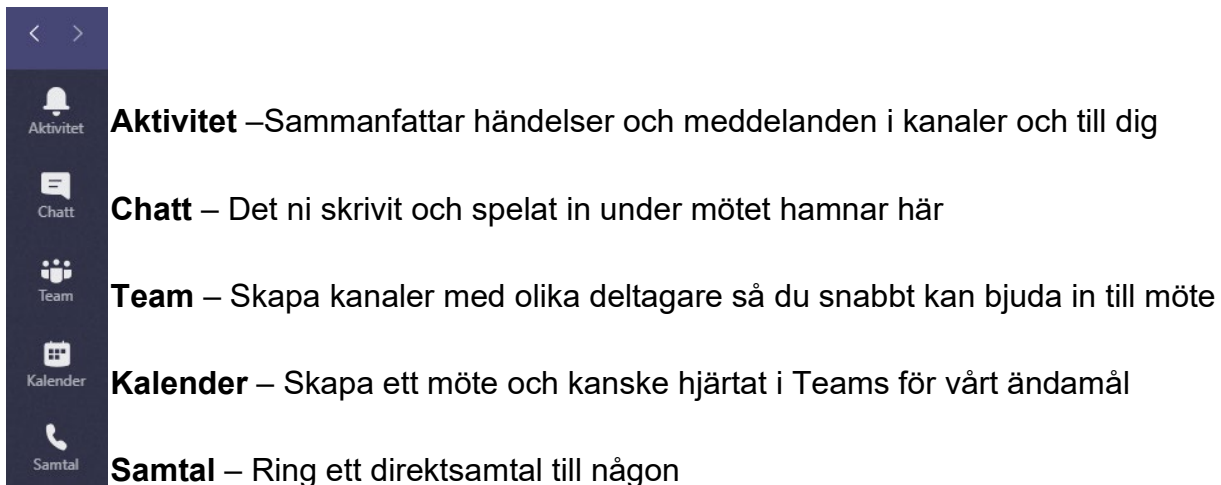 Aktivitet
Aktivitet –Sammanfattar händelser och meddelanden i kanaler och till dig
Chatt
Chatt – Det ni skrivit och spelat in under mötet hamnar här
Team
Team – Skapa kanaler med olika deltagare så du snabbt kan bjuda in till möte
Kalender
Kalender – Skapa ett möte och kanske hjärtat i Teams för vårt ändamål
Samtal
Samtal – Ring ett direktsamtal till någon